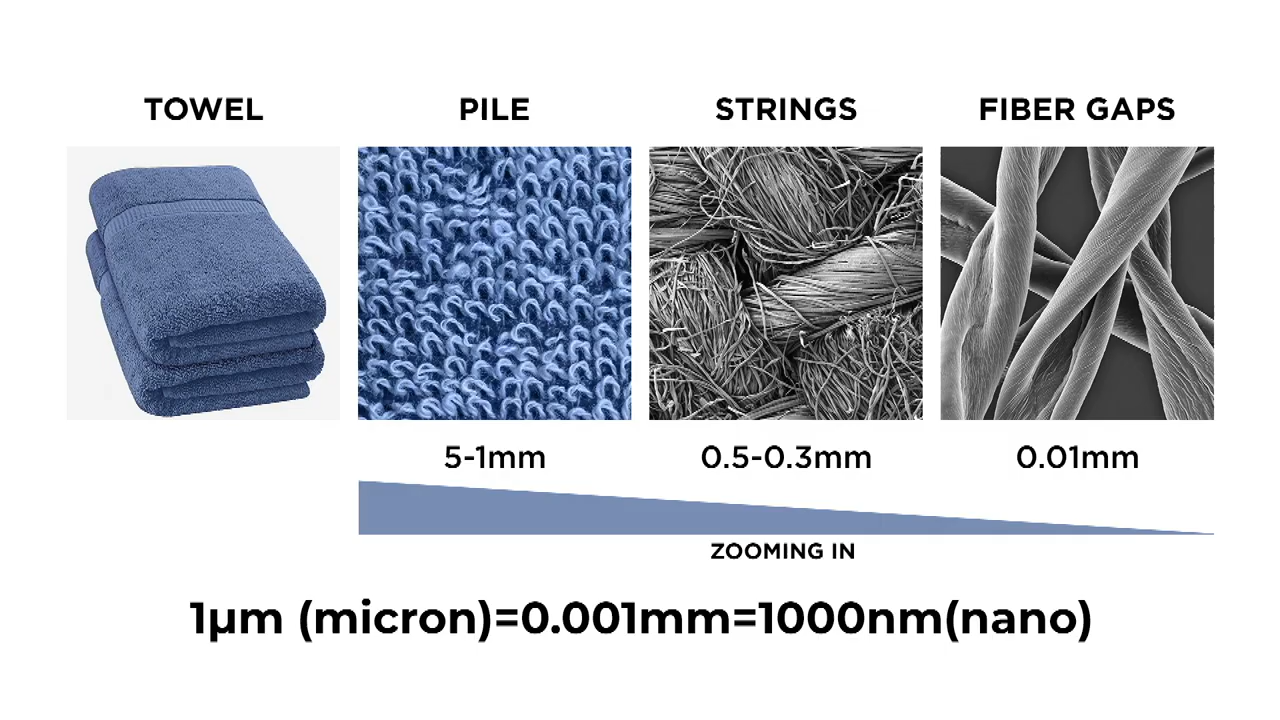 TOWEL
PILE
STRINGS
FIBER GAPS
5-1mm
0.5-0.3mm
0.01mm
ZOOMING IN
1μm (micron)=0.001mm=1000nm(nano)